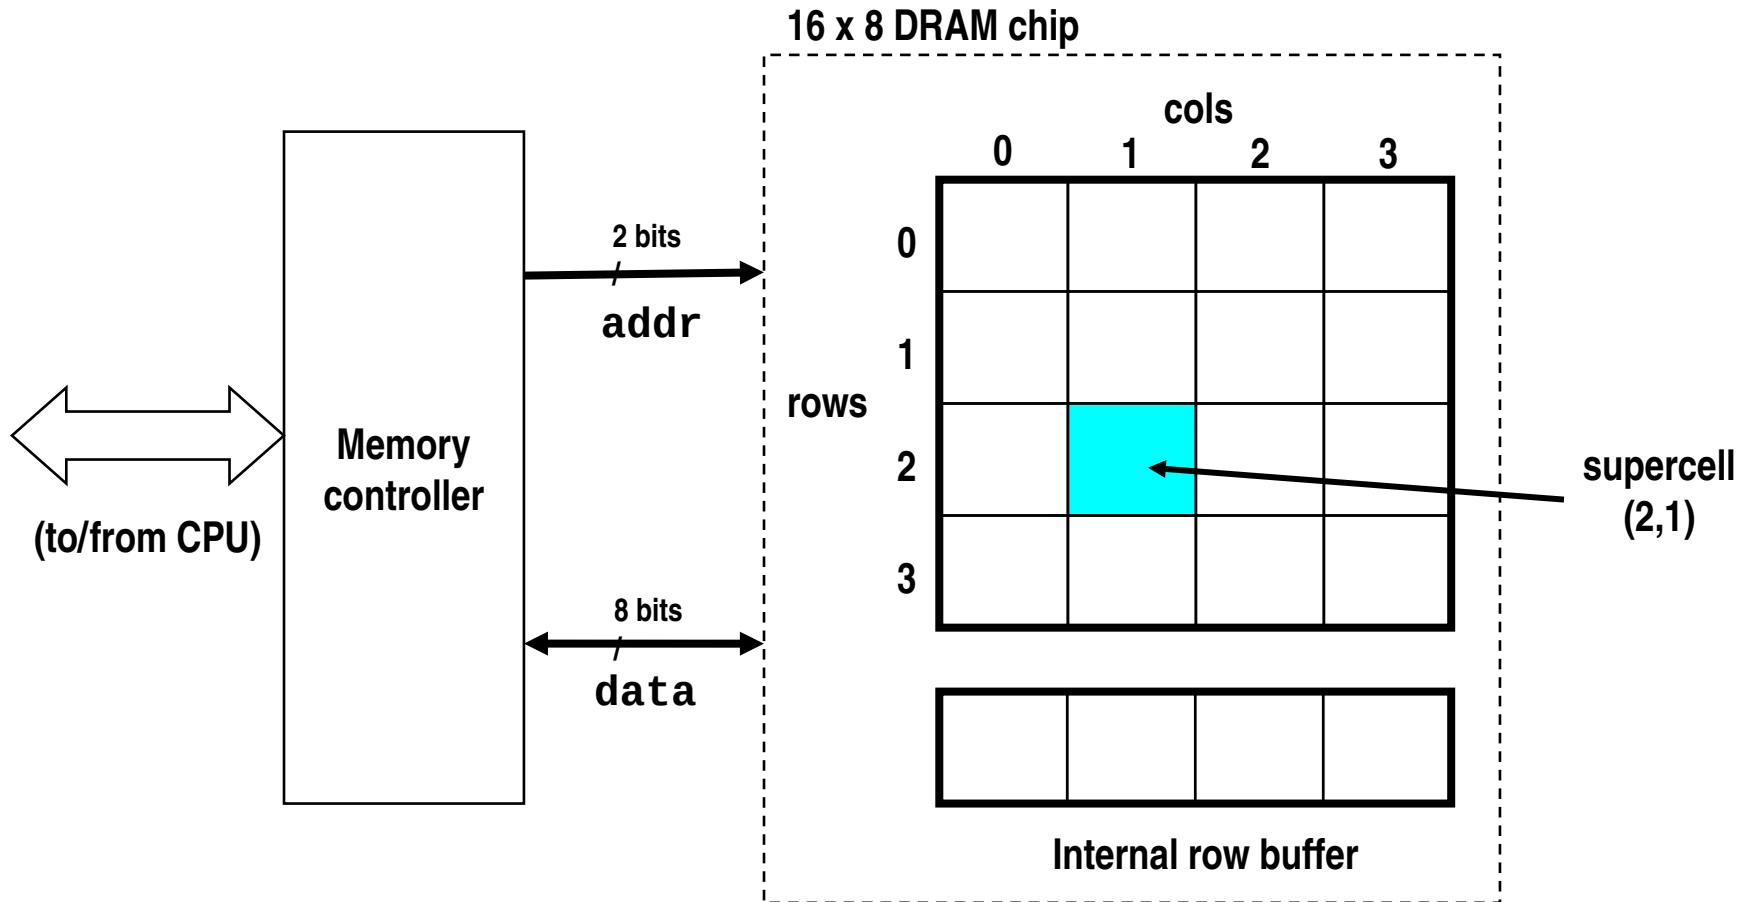 16 x 8 DRAM chip
cols
0 1 2 3
2 bits
addr
0
1
rows
2
3
Memory
controller
(to/from CPU)
supercell
(2,1)
8 bits
data
Internal row buffer